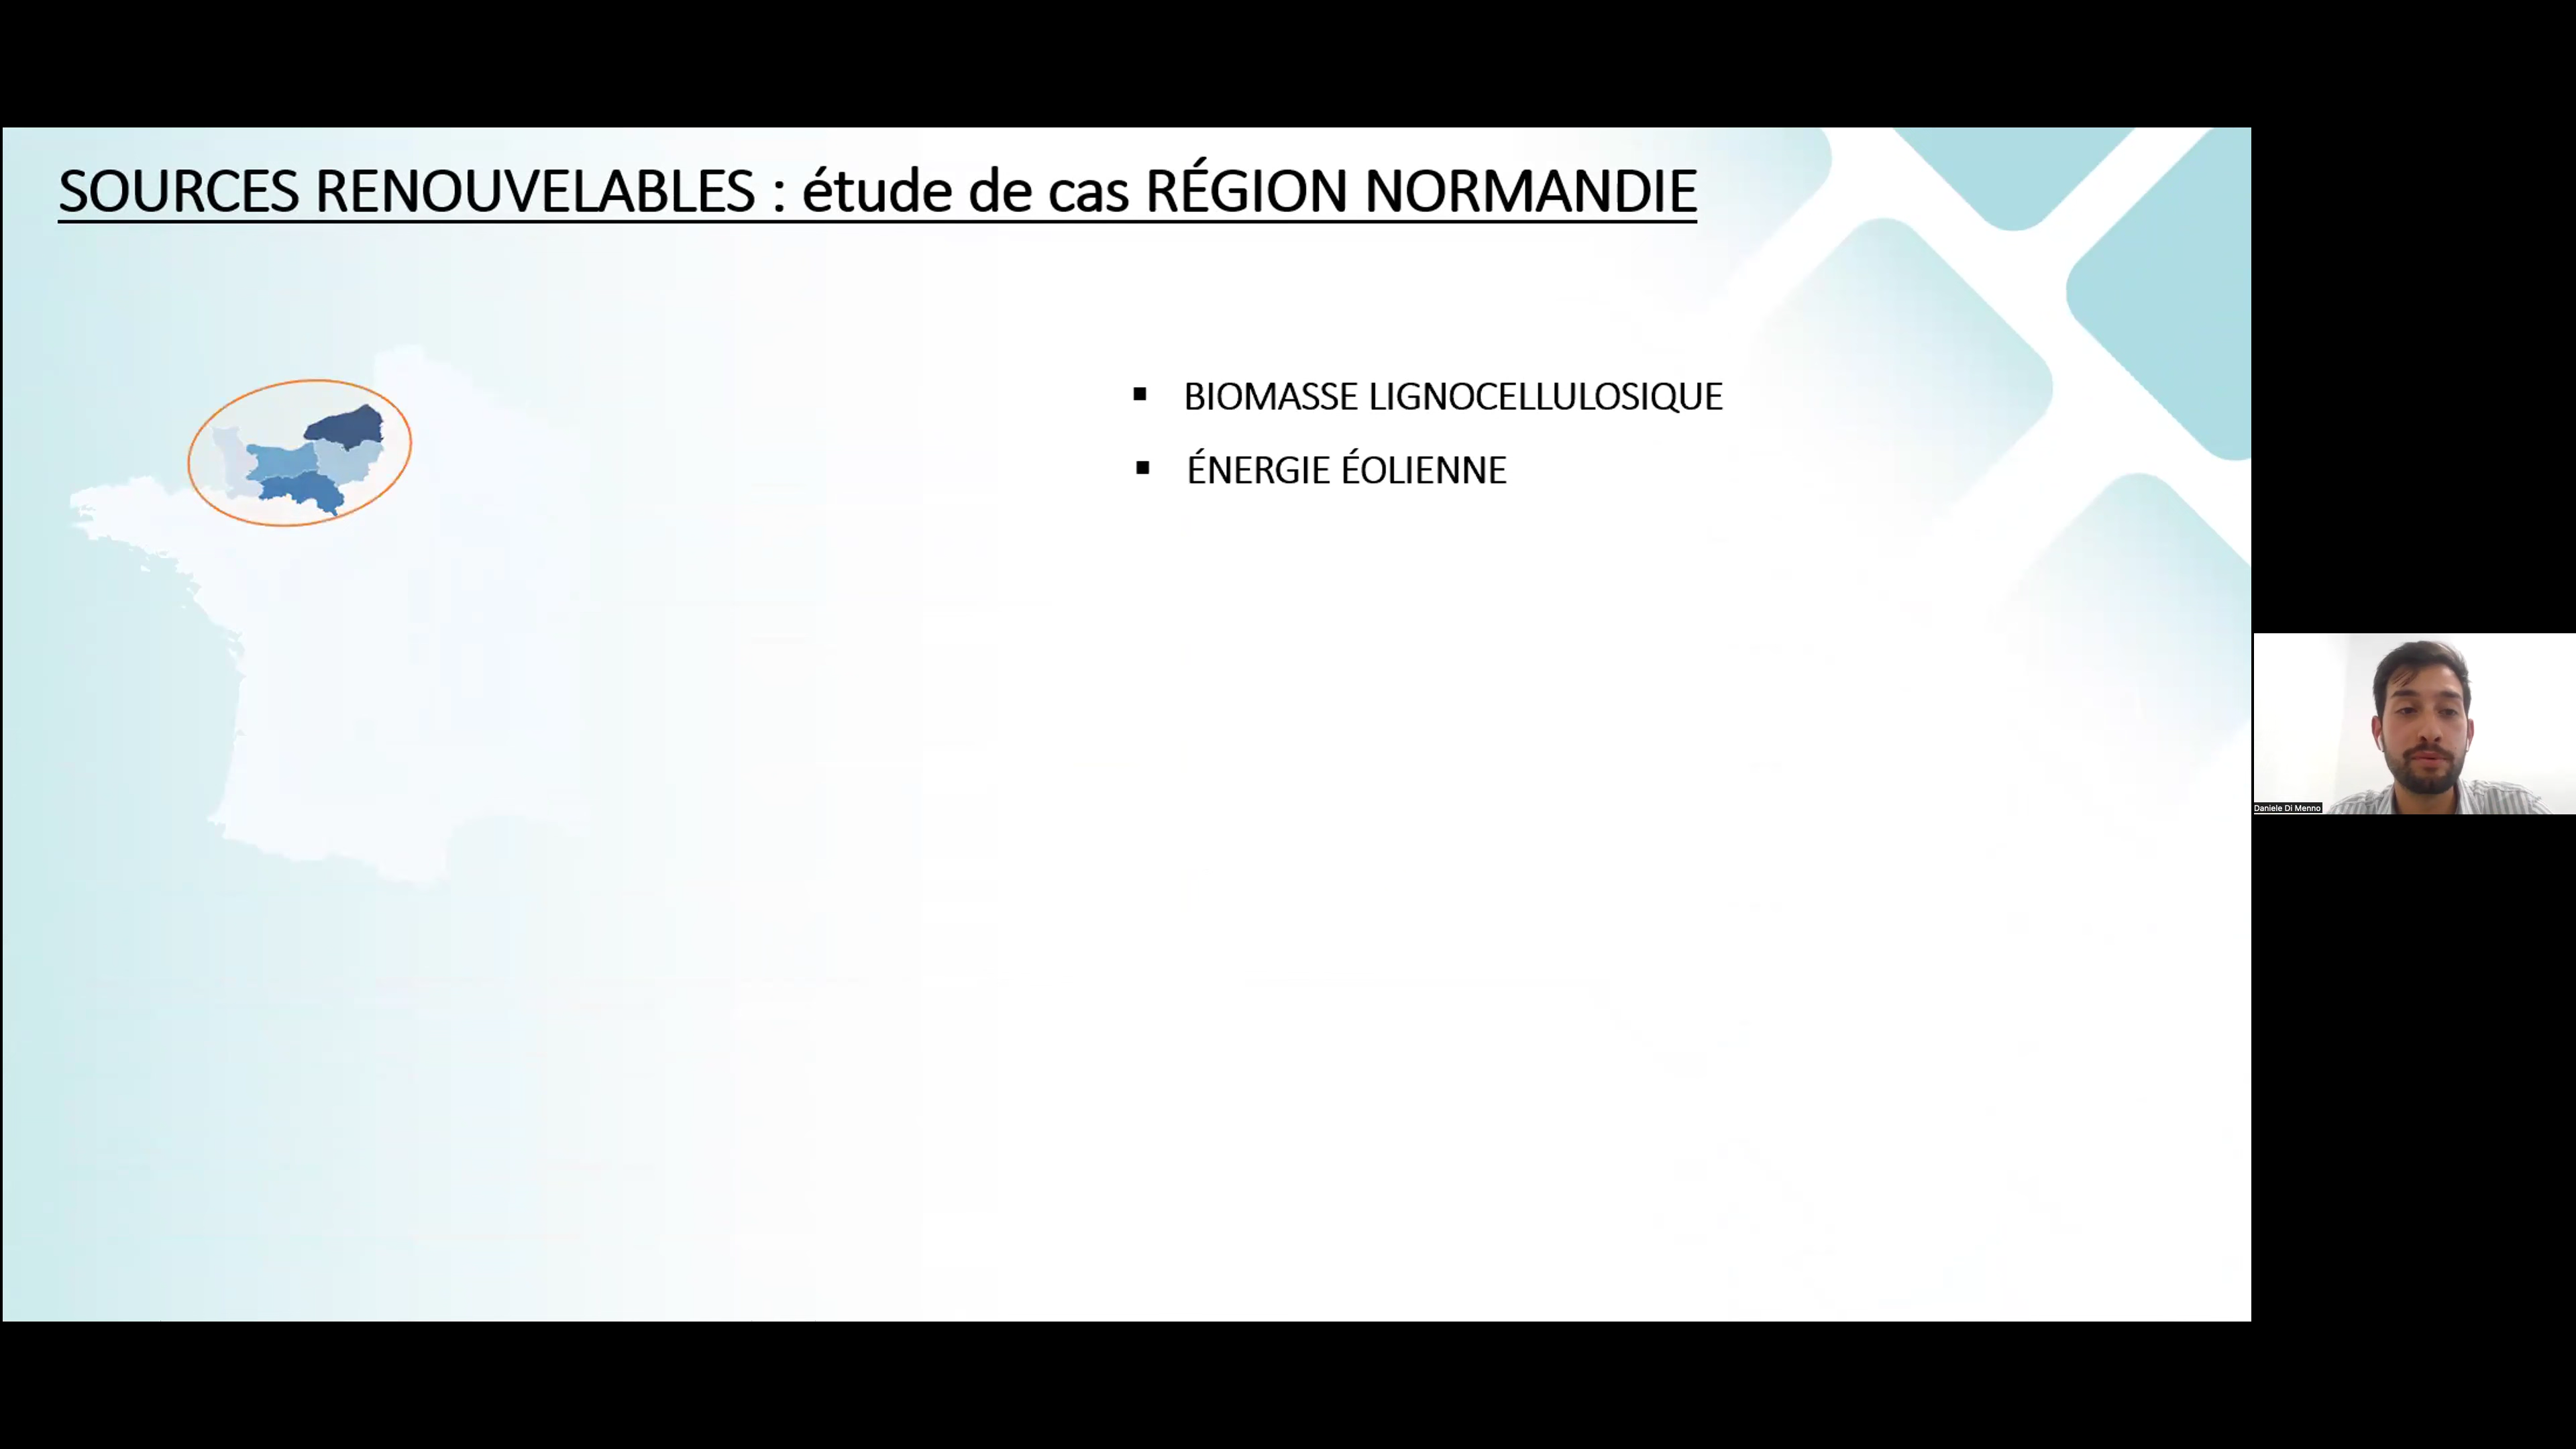 SOURCES RENOUVELABLES : étude de cas RÉGION NORMANDIE
▪ BIOMASSE LIGNOCELLULOSIQUE
▪ ÉNERGIE ÉOLIENNE
Daniele Di Menno